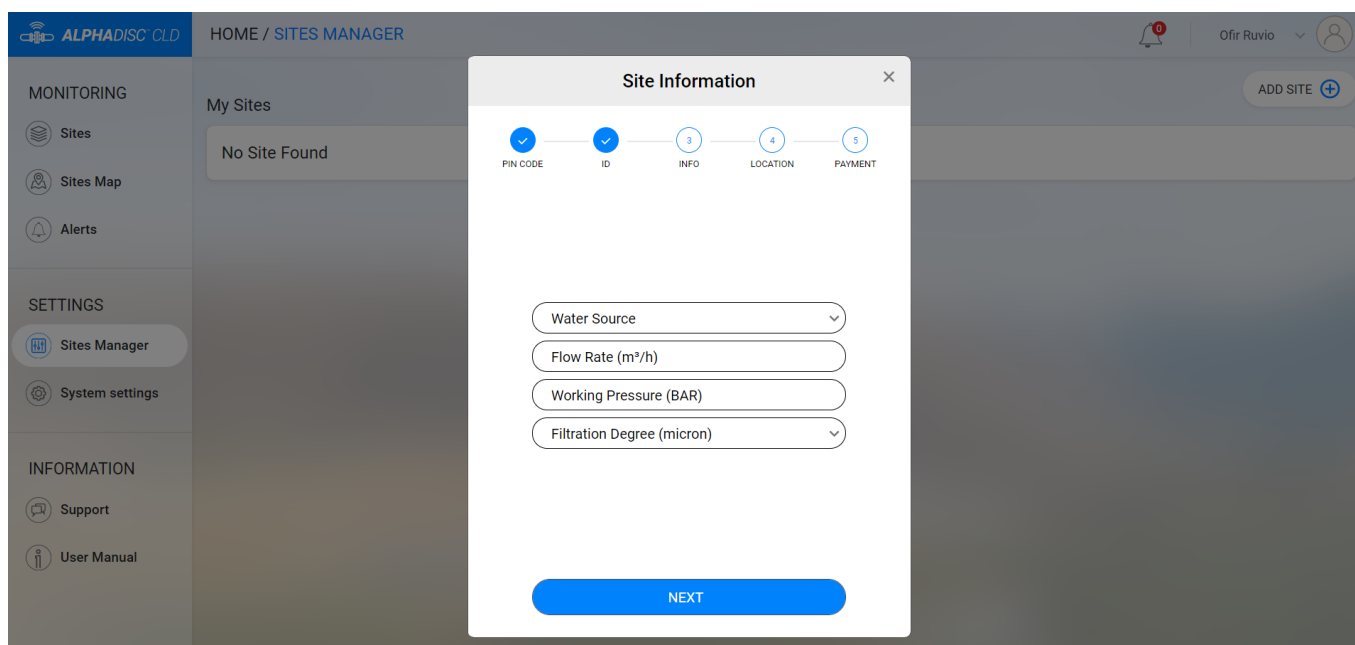 ALPHADISC CLD
HOME / SITES MANAGER
0
Ofir Ruvio
MONITORING
Sites
Sites Map
Alerts
SETTINGS
Sites Manager
System settings
INFORMATION
Support
User Manual
My Sites
ADD SITE
No Site Found
Site Information
3
4
5
PIN CODE
ID
INFO
LOCATION
PAYMENT
Water Source
Flow Rate (m³/h)
Working Pressure (BAR)
Filtration Degree (micron)
NEXT